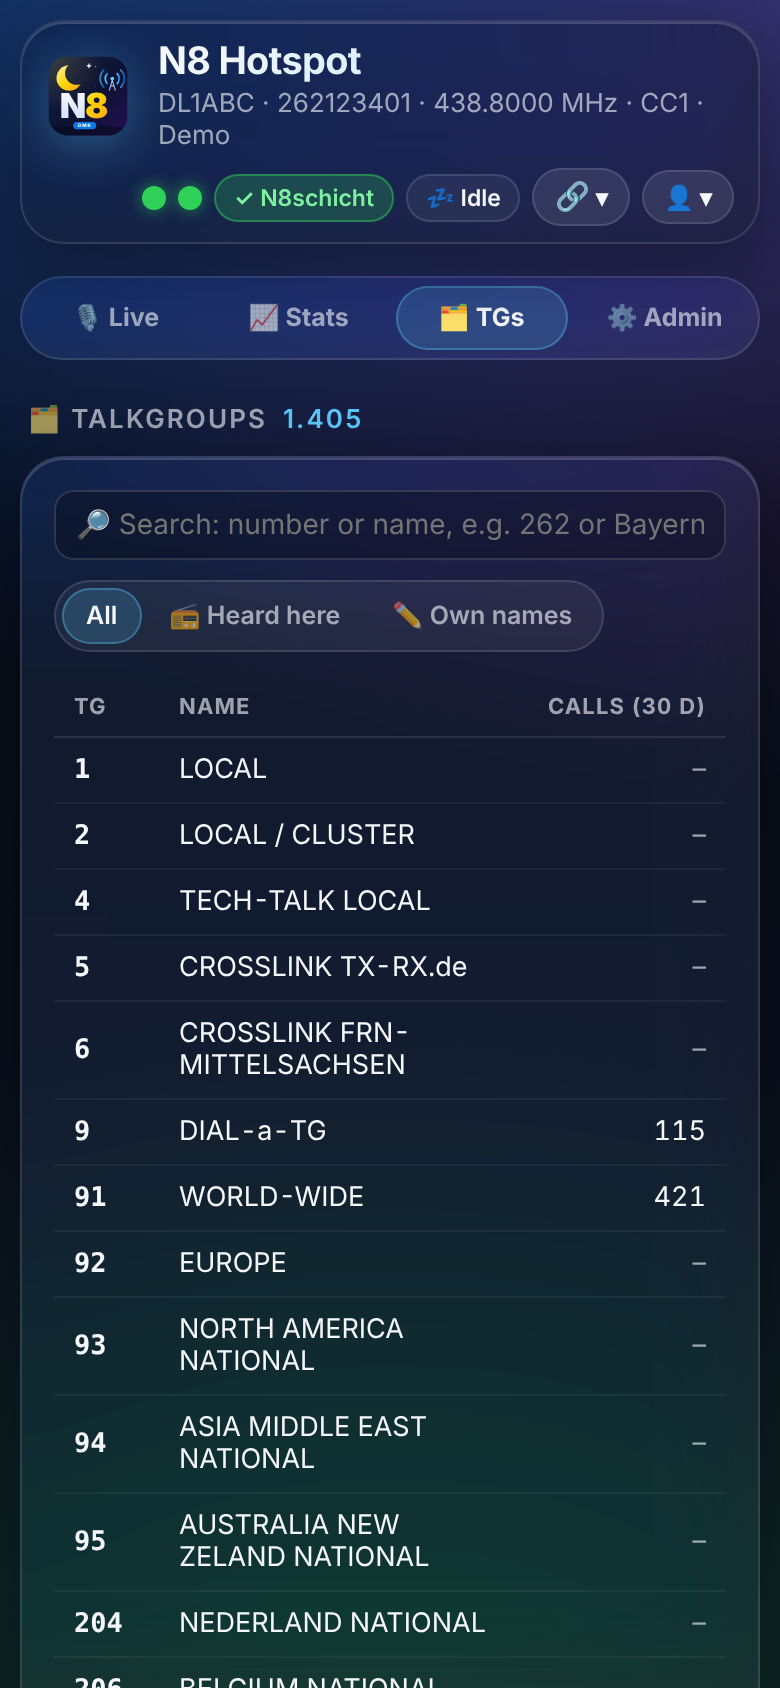 N8 Hotspot
DL1ABC · 262123401 · 438.8000 MHz · CC1 ·
Demo
N8
DMR
✓ N8schicht
💤 Idle
🔗 ▾
👤 ▾
🎙️ Live
📈 Stats
🗂️ TGs
⚙️ Admin
🗂️ TALKGROUPS 1.405
🔎 Search: number or name, e.g. 262 or Bayern
All
📻 Heard here
✏️ Own names
TG NAME CALLS (30 D)
1 LOCAL –
2 LOCAL / CLUSTER –
4 TECH-TALK LOCAL –
5 CROSSLINK TX-RX.de –
6 CROSSLINK FRN-
MITTELSACHSEN –
9 DIAL-a-TG 115
91 WORLD-WIDE 421
92 EUROPE –
93 NORTH AMERICA
NATIONAL –
94 ASIA MIDDLE EAST
NATIONAL –
95 AUSTRALIA NEW
ZELAND NATIONAL –
204 NEDERLAND NATIONAL –
206 BELGIUM NATIONAL